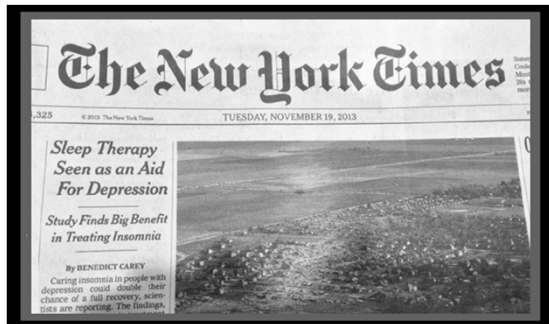 The New York Times
,325
© 2013 The New York Times
TUESDAY, NOVEMBER 19, 2013
Sleep Therapy
Seen as an Aid
For Depression
Study Finds Big Benefit
in Treating Insomnia
By BENEDICT CAREY
Curing insomnia in people with
depression could double their
chance of a full recovery, scien-
tists are reporting. The findings,